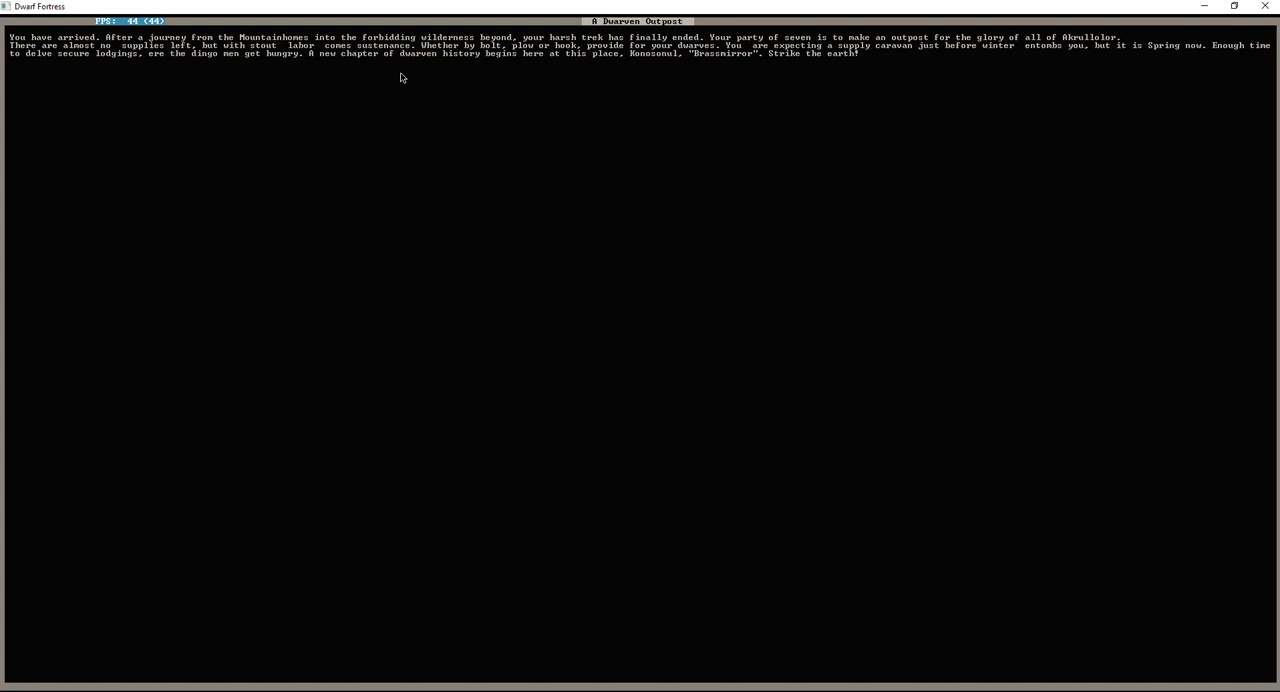 Dwarf Fortress
FPS: 44 (44)
A Dwarven Outpost
You have arrived. After a journey from the Mountainhomes into the forbidding wilderness beyond, your harsh trek has finally ended. Your party of seven is to make an outpost for the glory of all of Akrullolor.
There are almost no supplies left, but with stout labor comes sustenance. Whether by bolt, plow or hook, provide for your dwarves. You are expecting a supply caravan just before winter entombs you, but it is Spring now. Enough time
to delve secure lodgings, ere the dingo men get hungry. A new chapter of dwarven history begins here at this place, Konosonul, "Brassmirror". Strike the earth!